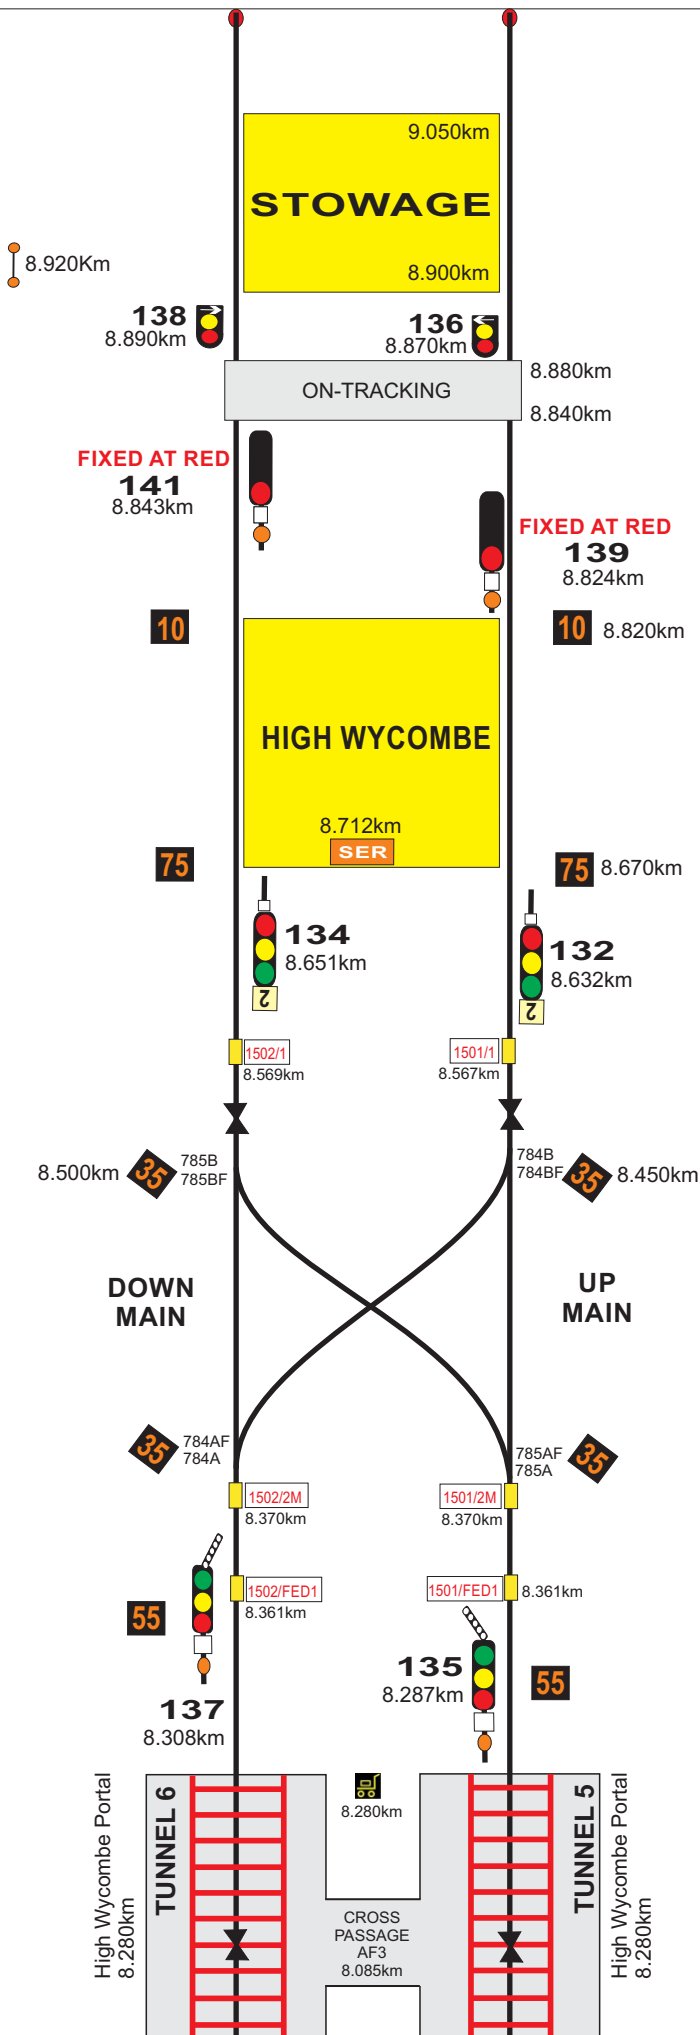 9.050km
STOWAGE
8.920Km
8.900km
138
8.890km
136
8.870km
8.880km
ON-TRACKING
8.840km
FIXED AT RED
141
8.843km
FIXED AT RED
139
8.824km
10
10 8.820km
HIGH WYCOMBE
8.712km
SER
75
75 8.670km
134
8.651km
132
8.632km
2
2
1502/1
8.569km
1501/1
8.567km
8.500km 35 785B
785BF
784B
784BF 35 8.450km
DOWN
MAIN
UP
MAIN
35 784AF
784A
785AF
785A 35
1502/2M
8.370km
1501/2M
8.370km
1502/FED1
8.361km
1501/FED1 8.361km
55
137
8.308km
135
8.287km
55
High Wycombe Portal
8.280km
TUNNEL 6
8.280km
TUNNEL 5
High Wycombe Portal
8.280km
CROSS
PASSAGE
AF3
8.085km